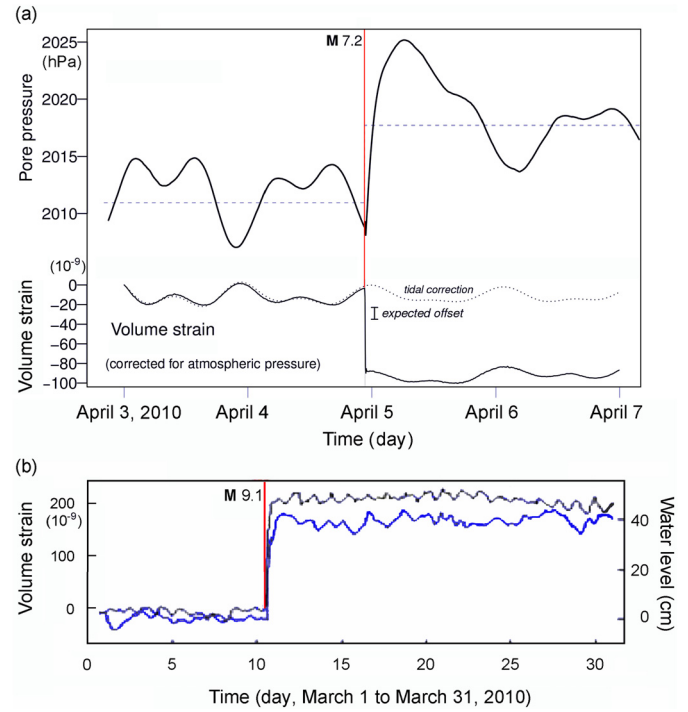 (a)
M 7.2
2025
(hPa)
2020
2015
2010
Pore pressure
(10-9)
0
−20
−40
−60
−80
−100
Volume strain
tidal correction
expected offset
Volume strain
(corrected for atmospheric pressure)
April 3, 2010 April 4 April 5 April 6 April 7
Time (day)
(b)
M 9.1
200
(10-9)
100
0
Volume strain
40
20
0
Water level (cm)
0 5 10 15 20 25 30
Time (day, March 1 to March 31, 2010)